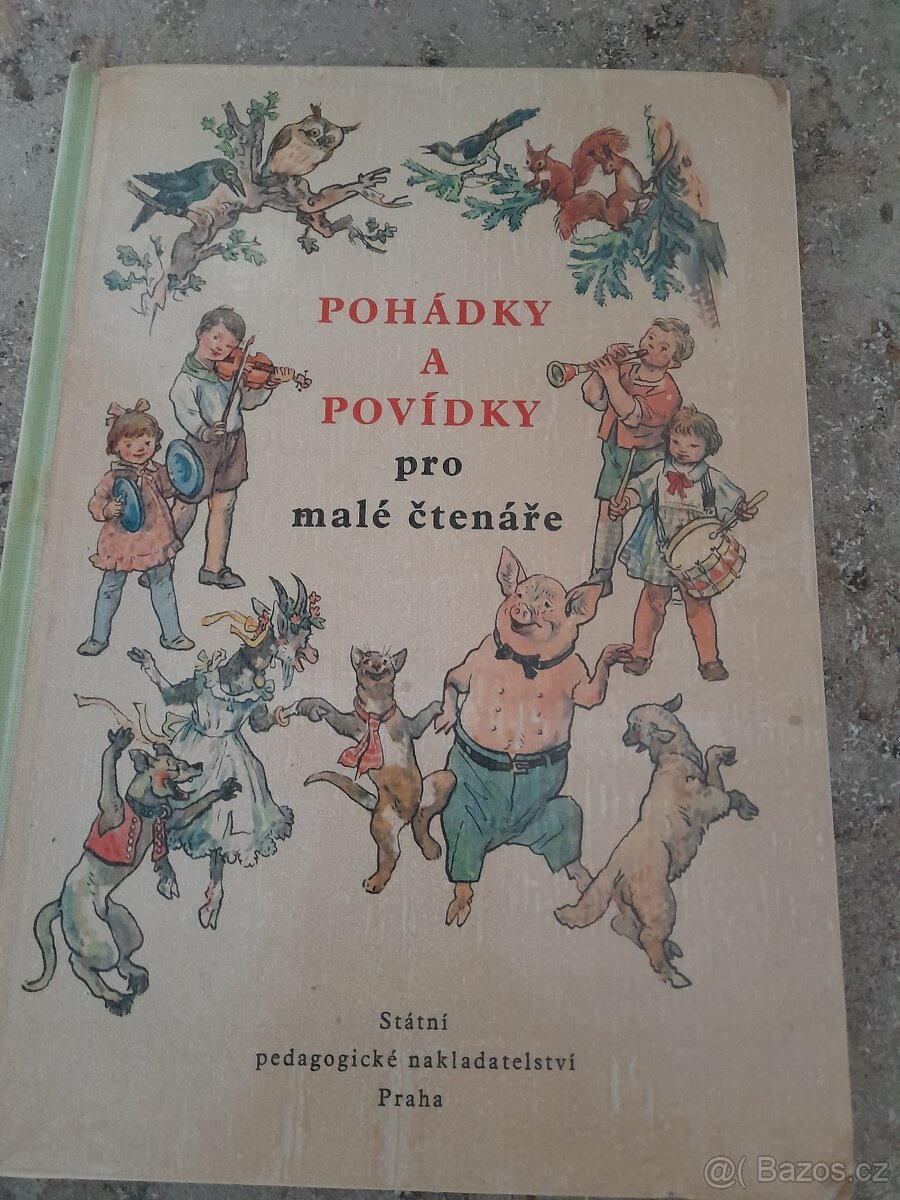 POHÁDKY
A
POVÍDKY
pro
malé čtenáře
Státní
pedagogické nakladatelství
Praha
@( Bazos.cz